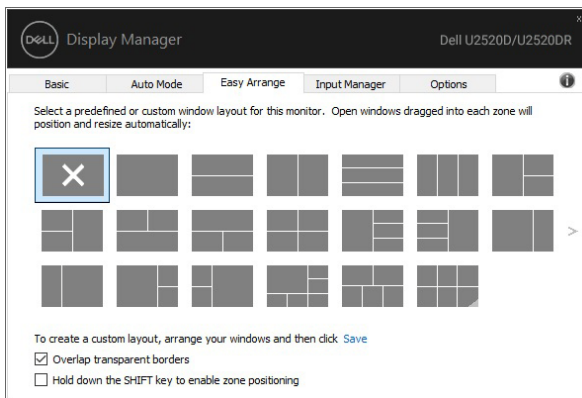 DELL Display Manager
Dell U2520D/U2520DR
Basic
Auto Mode
Easy Arrange
Input Manager
Options
Select a predefined or custom window layout for this monitor. Open windows dragged into each zone will
position and resize automatically:
To create a custom layout, arrange your windows and then click Save
Overlap transparent borders
Hold down the SHIFT key to enable zone positioning